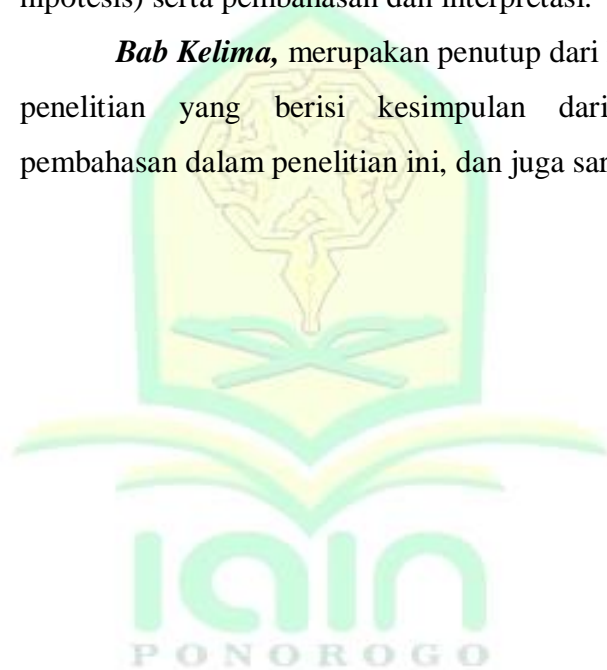 hipotesis) serta pembahasan dan interpretasi.
Bab Kelima, merupakan penutup dari
penelitian yang berisi kesimpulan dari
pembahasan dalam penelitian ini, dan juga
iain
PONOROGO